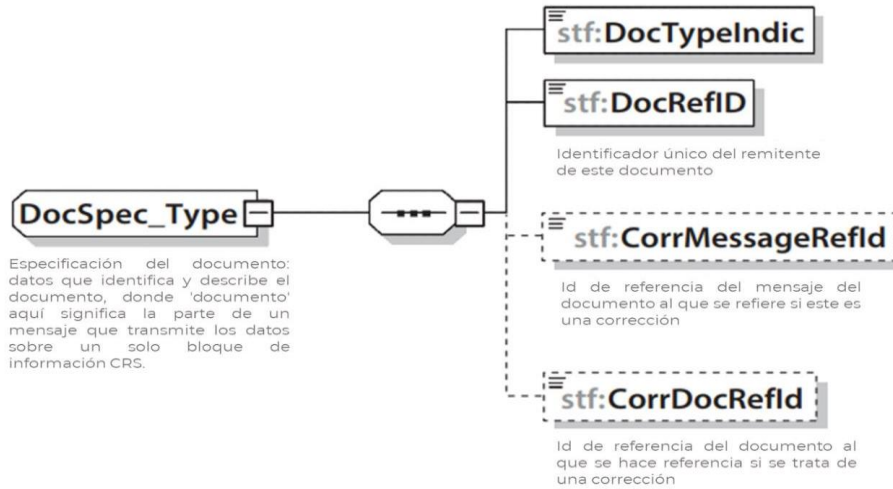 stf:DocTypeIndic
stf:DocRefID
Identificador único del remitente
de este documento
DocSpec_Type
Especificación del documento:
datos que identifica y describe el
documento, donde 'documento'
aquí significa la parte de un
mensaje que transmite los datos
sobre un solo bloque de
información CRS.
stf:CorrMessageRefId
Id de referencia del mensaje del
documento al que se refiere si este es
una corrección
stf:CorrDocRefId
Id de referencia del documento al
que se hace referencia si se trata de
una corrección